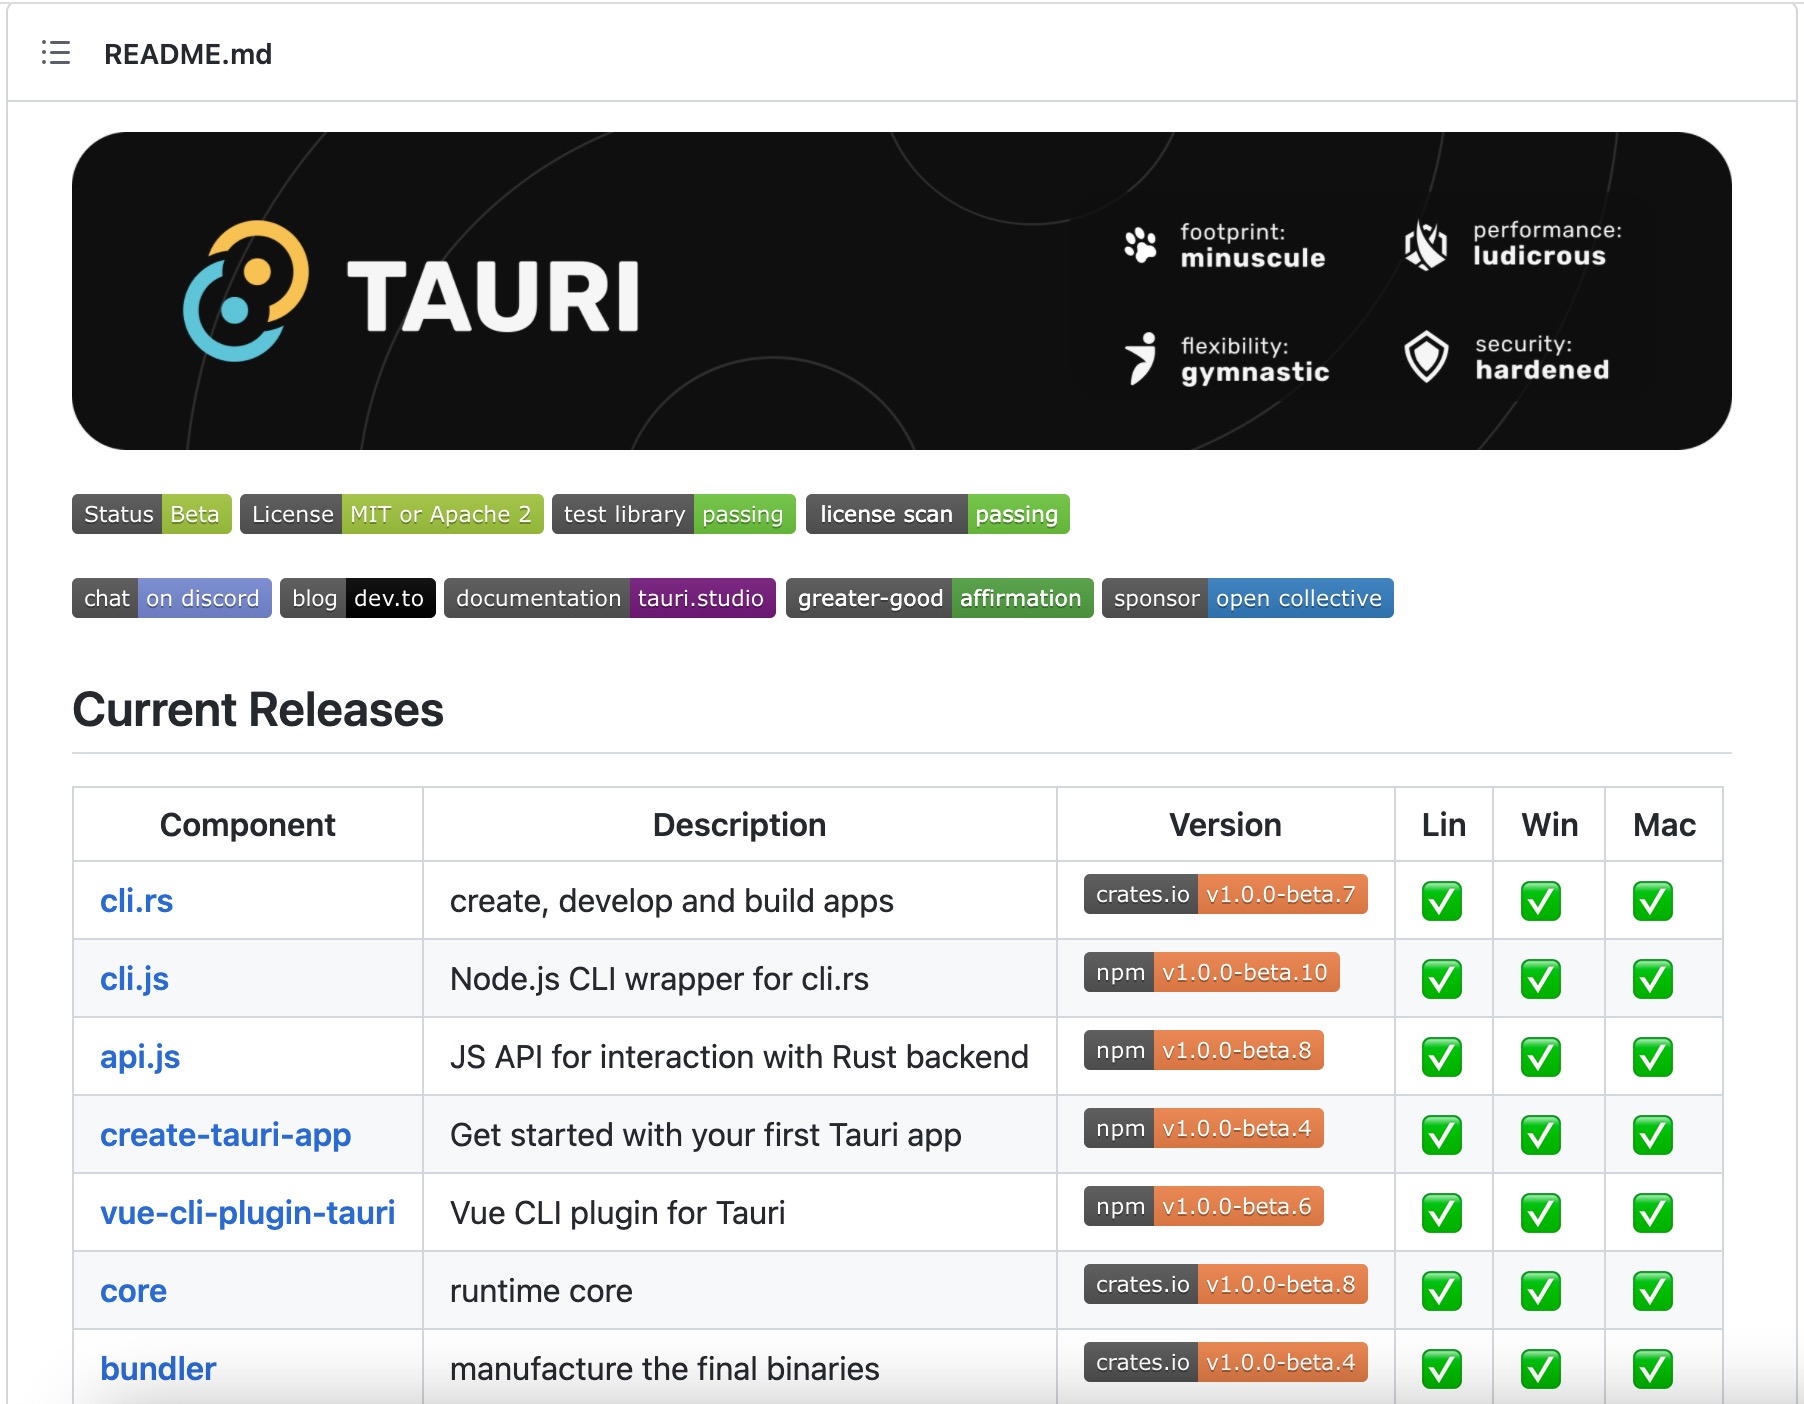 README.md
TAURI
footprint:
minuscule
performance:
ludicrous
flexibility:
gymnastic
security:
hardened
Status Beta License MIT or Apache 2 test library passing license scan passing
chat on discord blog dev.to documentation tauri.studio greater-good affirmation sponsor open collective
Current Releases
Component Description Version Lin Win Mac
cli.rs create, develop and build apps crates.io v1.0.0-beta.7 ✅ ✅ ✅
cli.js Node.js CLI wrapper for cli.rs npm v1.0.0-beta.10 ✅ ✅ ✅
api.js JS API for interaction with Rust backend npm v1.0.0-beta.8 ✅ ✅ ✅
create-tauri-app Get started with your first Tauri app npm v1.0.0-beta.4 ✅ ✅ ✅
vue-cli-plugin-tauri Vue CLI plugin for Tauri npm v1.0.0-beta.6 ✅ ✅ ✅
core runtime core crates.io v1.0.0-beta.8 ✅ ✅ ✅
bundler manufacture the final binaries crates.io v1.0.0-beta.4 ✅ ✅ ✅